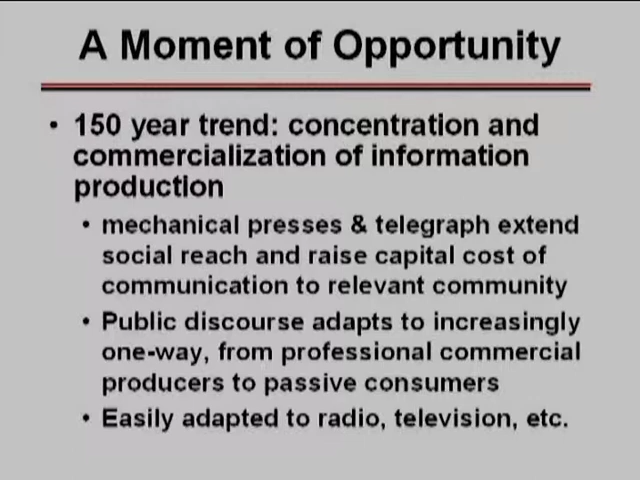 A Moment of Opportunity
• 150 year trend: concentration and
commercialization of information
production
• mechanical presses & telegraph extend
social reach and raise capital cost of
communication to relevant community
• Public discourse adapts to increasingly
one-way, from professional commercial
producers to passive consumers
• Easily adapted to radio, television, etc.